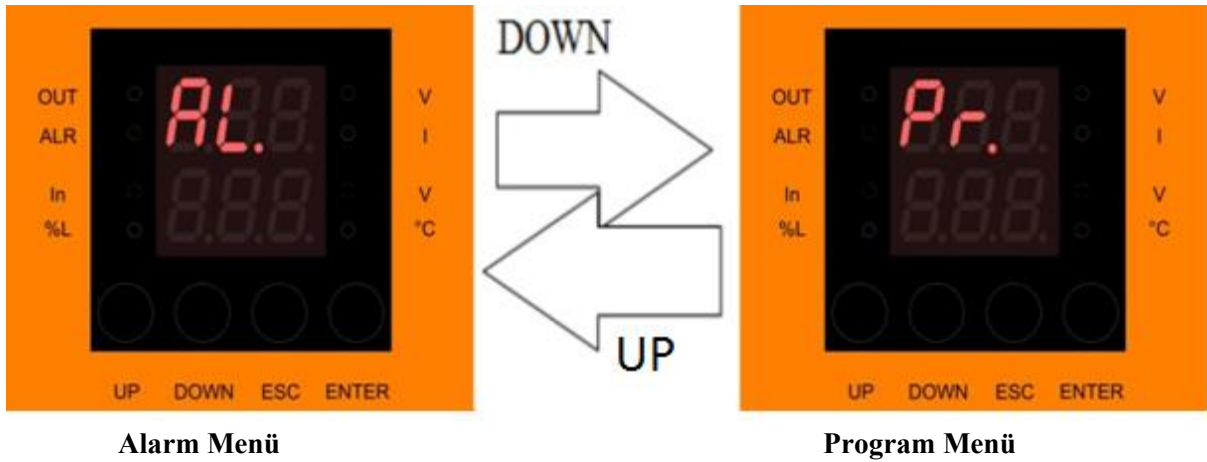 DOWN
AL.
OUT V
ALR I
In V
%L °C
UP DOWN ESC ENTER
Pr.
OUT V
ALR I
In V
%L °C
UP DOWN ESC ENTER
UP
Alarm Menü Program Menü